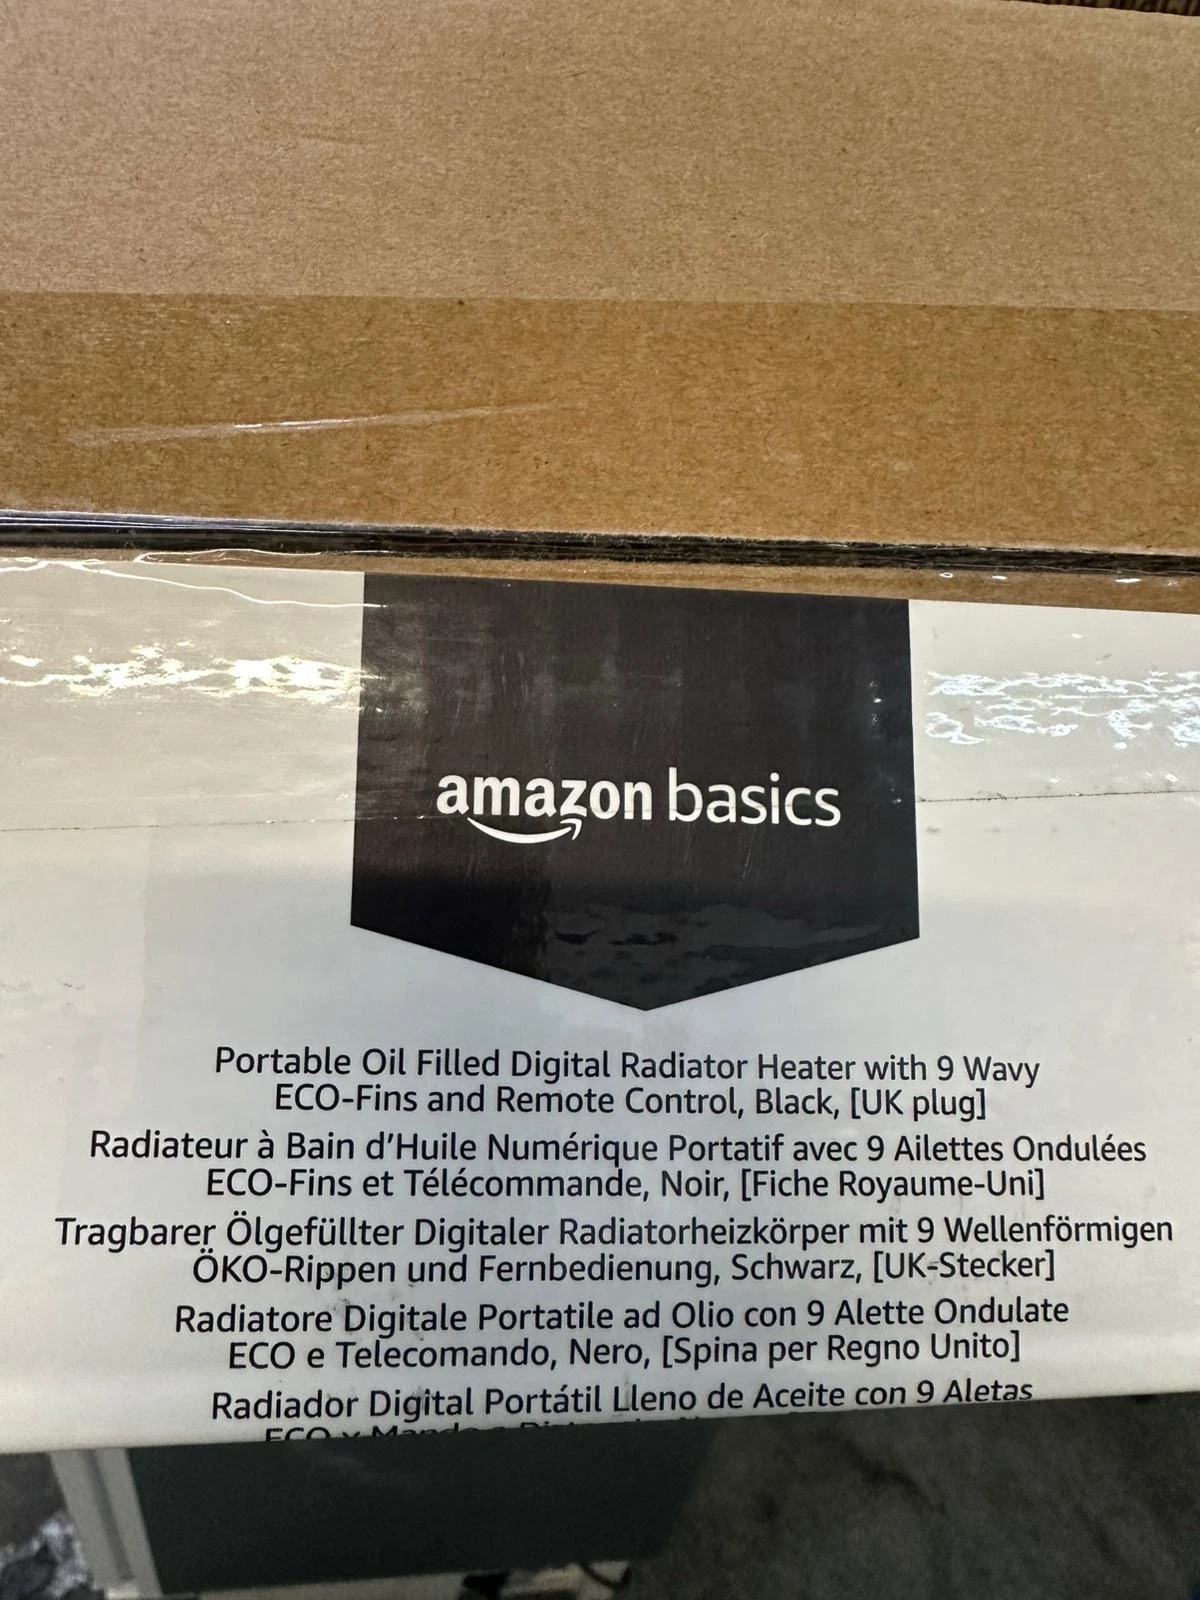 amazon basics
Portable Oil Filled Digital Radiator Heater with 9 Wavy
ECO-Fins and Remote Control, Black, [UK plug]
Radiateur à Bain d'Huile Numérique Portatif avec 9 Ailettes Ondulées
ECO-Fins et Télécommande, Noir, [Fiche Royaume-Uni]
Tragbarer Ölgefüllter Digitaler Radiatorheizkörper mit 9 Wellenförmigen
ÖKO-Rippen und Fernbedienung, Schwarz, [UK-Stecker]
Radiatore Digitale Portatile ad Olio con 9 Alette Ondulate
ECO e Telecomando, Nero, [Spina per Regno Unito]
Radiador Digital Portátil Lleno de Aceite con 9 Aletas
ECO y Mando a